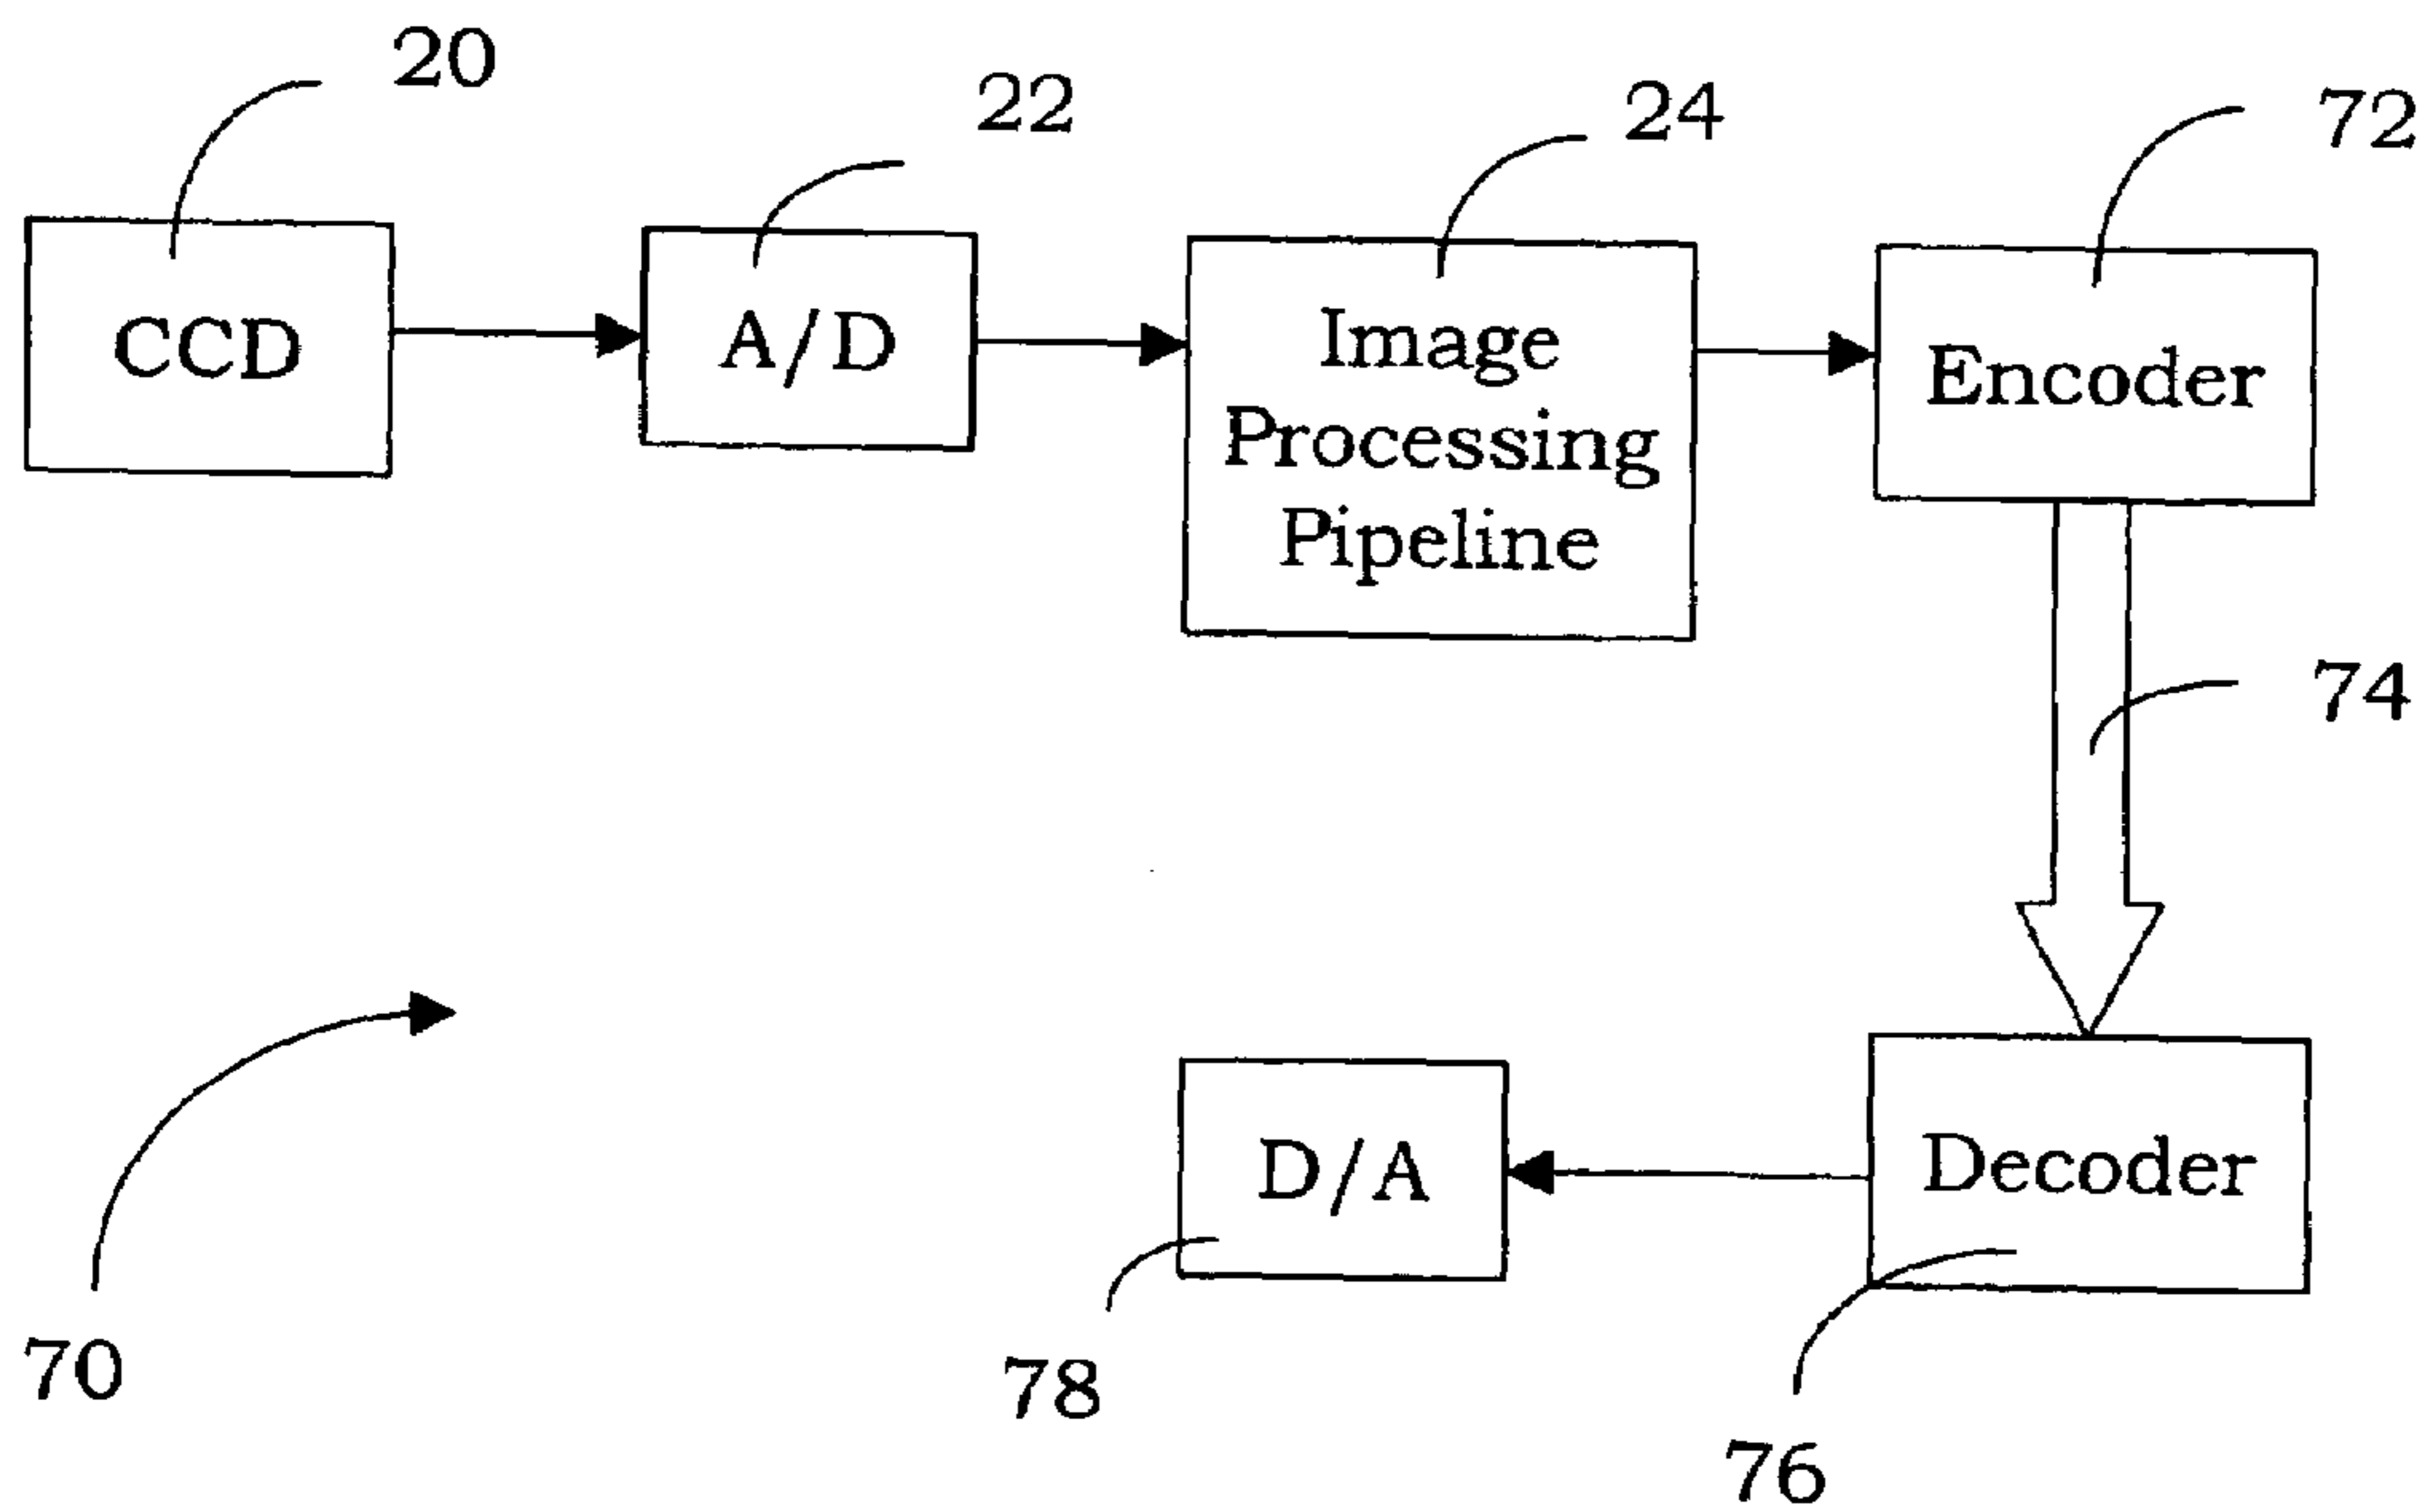 20
22
24
72
CCD
A/D
Image
Processing
Pipeline
Encoder
74
D/A
Decoder
70
78
76